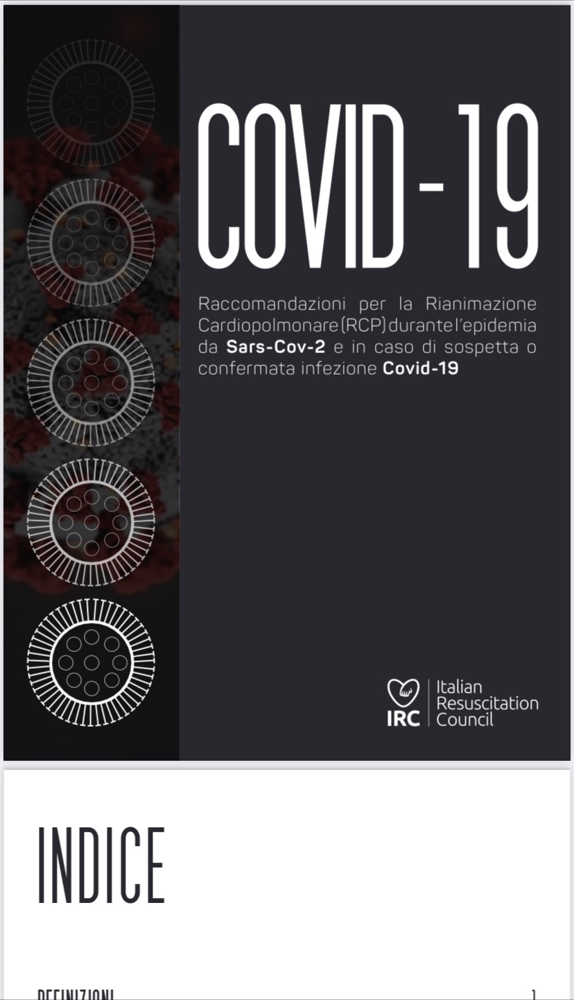 COVID-19
Raccomandazioni per la Rianimazione
Cardiopolmonare (RCP) durante l'epidemia
da Sars-Cov-2 e in caso di sospetta o
confermata infezione Covid-19
IRC
Italian
Resuscitation
Council
INDICE
DEFINIZIONI 1